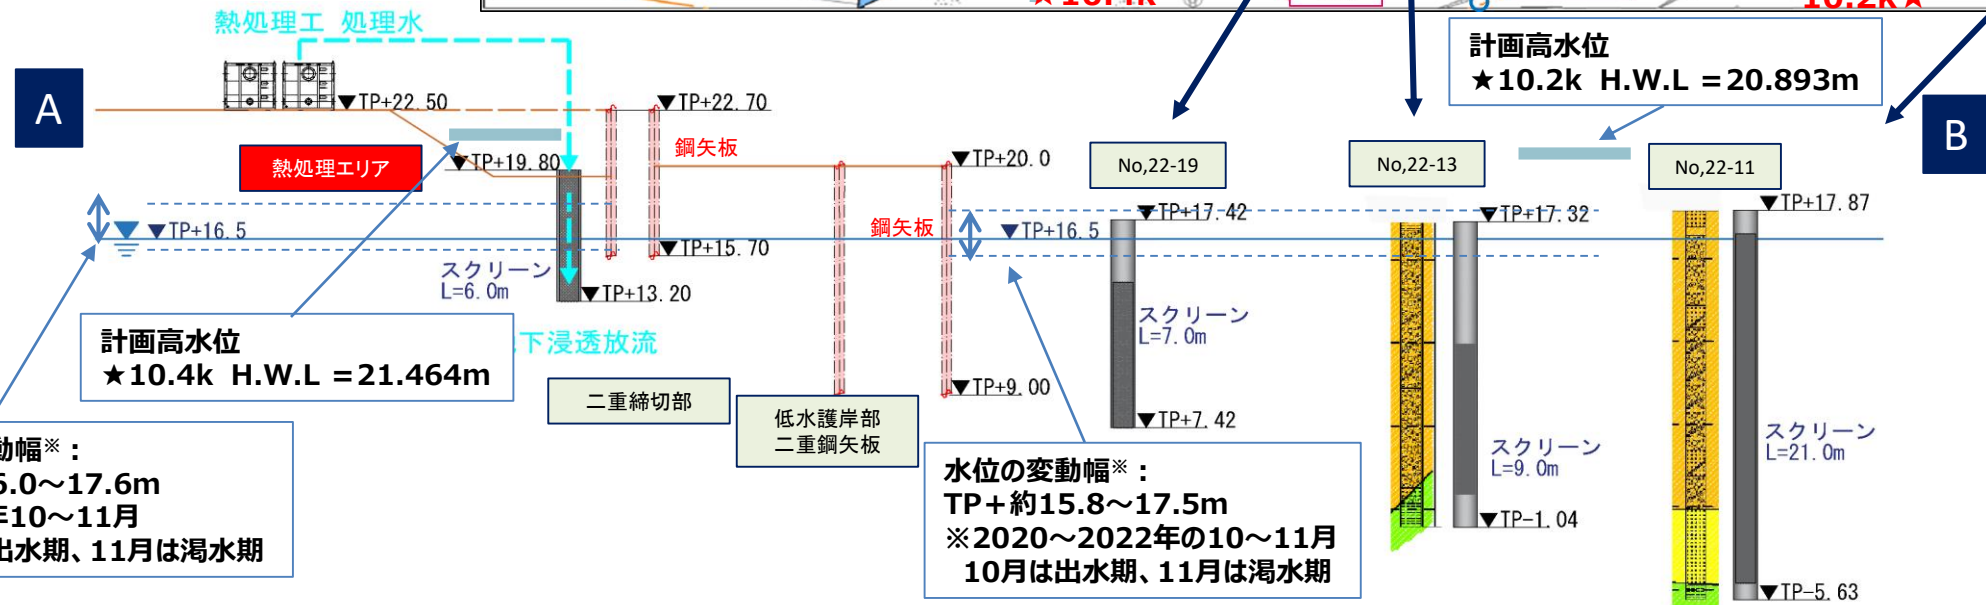 熱処理工 処理水
計画高水位
★10.2k H.W.L =20.893m
A
B
▼TP+22.50
▼TP+22.70
鋼矢板
▼TP+19.80
熱処理エリア
▼TP+20.0
No,22-19
No,22-13
No,22-11
▼TP+17.42
▼TP+17.32
▼TP+17.87
▼TP+16.5
鋼矢板
▼TP+16.5
▼TP+15.70
スクリーン
L=6.0m
▼TP+13.20
スクリーン
L=7.0m
計画高水位
★10.4k H.W.L =21.464m
下浸透放流
二重締切部
低水護岸部
二重鋼矢板
▼TP+9.00
▼TP+7.42
スクリーン
L=9.0m
スクリーン
L=21.0m
動幅※：
6.0～17.6m
年10～11月
出水期、11月は渇水期
水位の変動幅※：
TP＋約15.8～17.5m
※2020～2022年の10～11月
10月は出水期、11月は渇水期
▼TP-1.04
▼TP-5.63